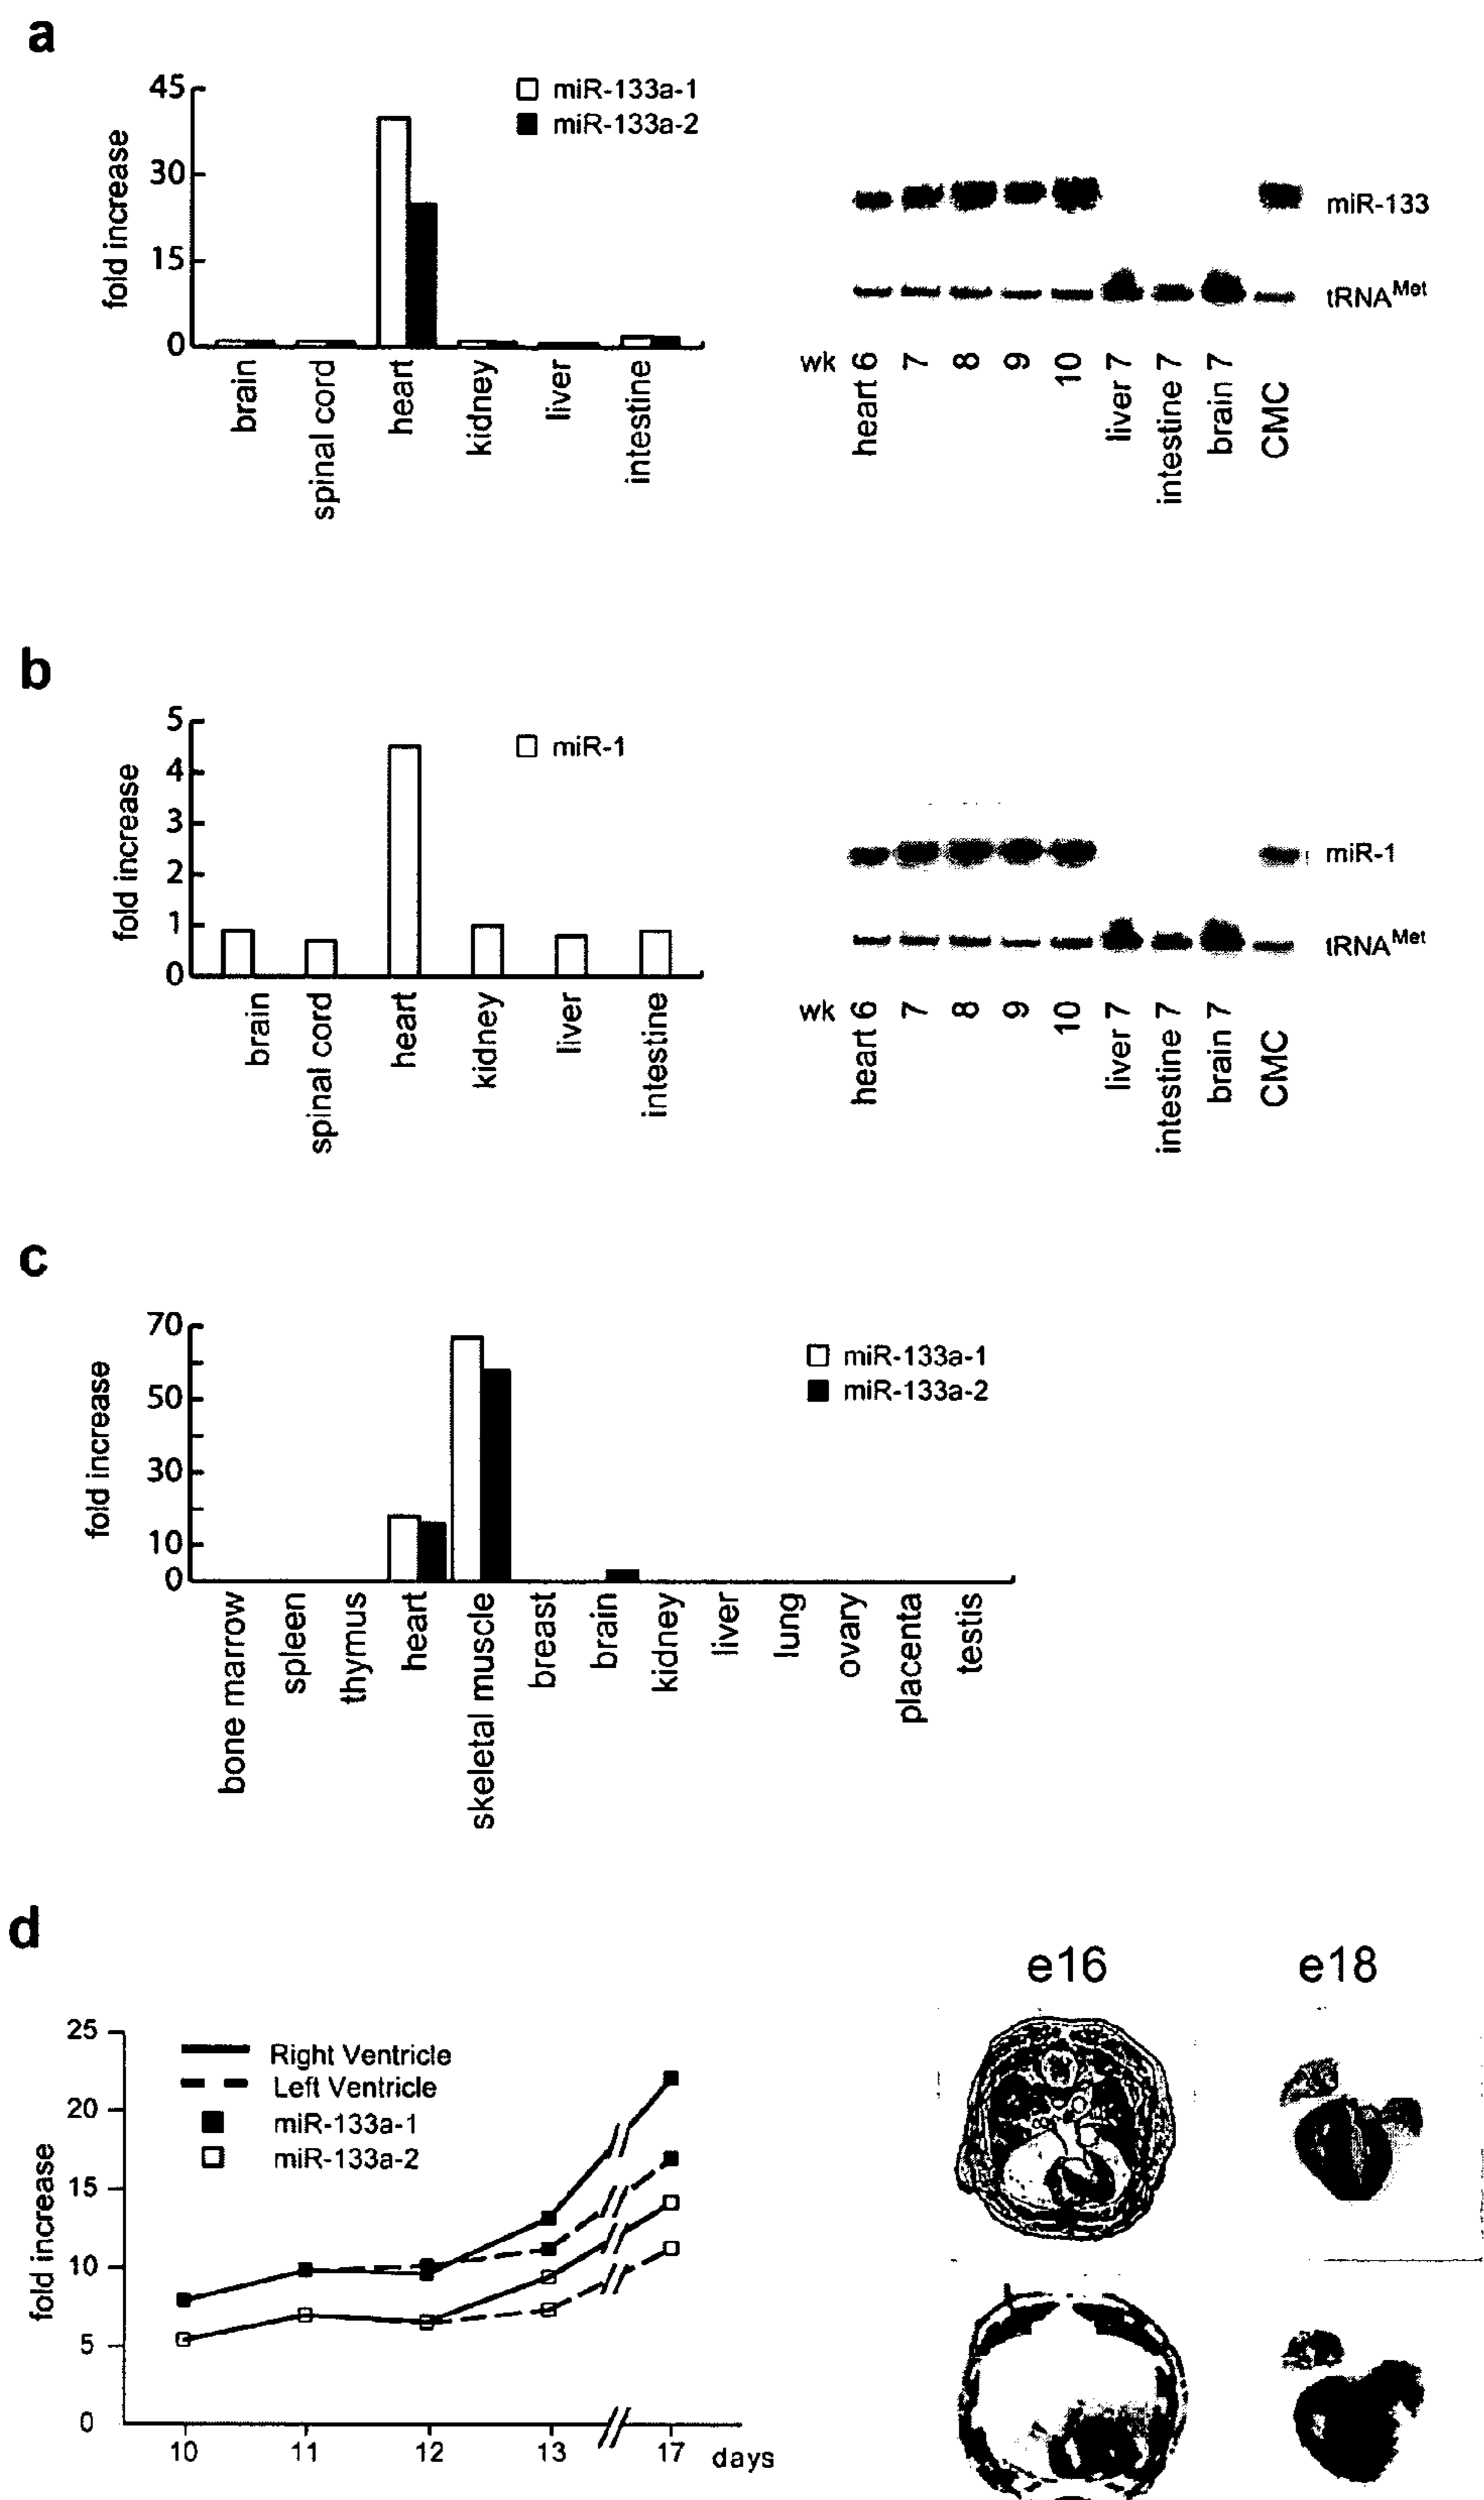 a
45
30
15
0
fold increase
miR-133a-1
miR-133a-2
brain
spinal cord
heart
kidney
liver
intestine
miR-133
tRNAMet
wk
heart 6
7
8
9
10
liver 7
intestine 7
brain 7
CMC
b
5
4
3
2
1
0
fold increase
miR-1
brain
spinal cord
heart
kidney
liver
intestine
miR-1
tRNAMet
wk
heart 6
7
8
9
10
liver 7
intestine 7
brain 7
CMC
c
70
50
30
10
0
fold increase
miR-133a-1
miR-133a-2
bone marrow
spleen
thymus
heart
skeletal muscle
breast
brain
kidney
liver
lung
ovary
placenta
testis
d
25
20
15
10
5
0
fold increase
Right Ventricle
Left Ventricle
miR-133a-1
miR-133a-2
10
11
12
13
17
days
e16
e18